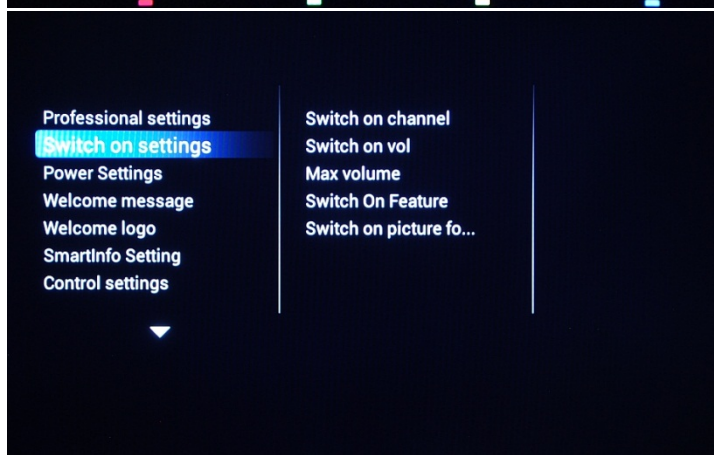 Professional settings
Switch on settings
Power Settings
Welcome message
Welcome logo
SmartInfo Setting
Control settings
Switch on channel
Switch on vol
Max volume
Switch On Feature
Switch on picture fo...